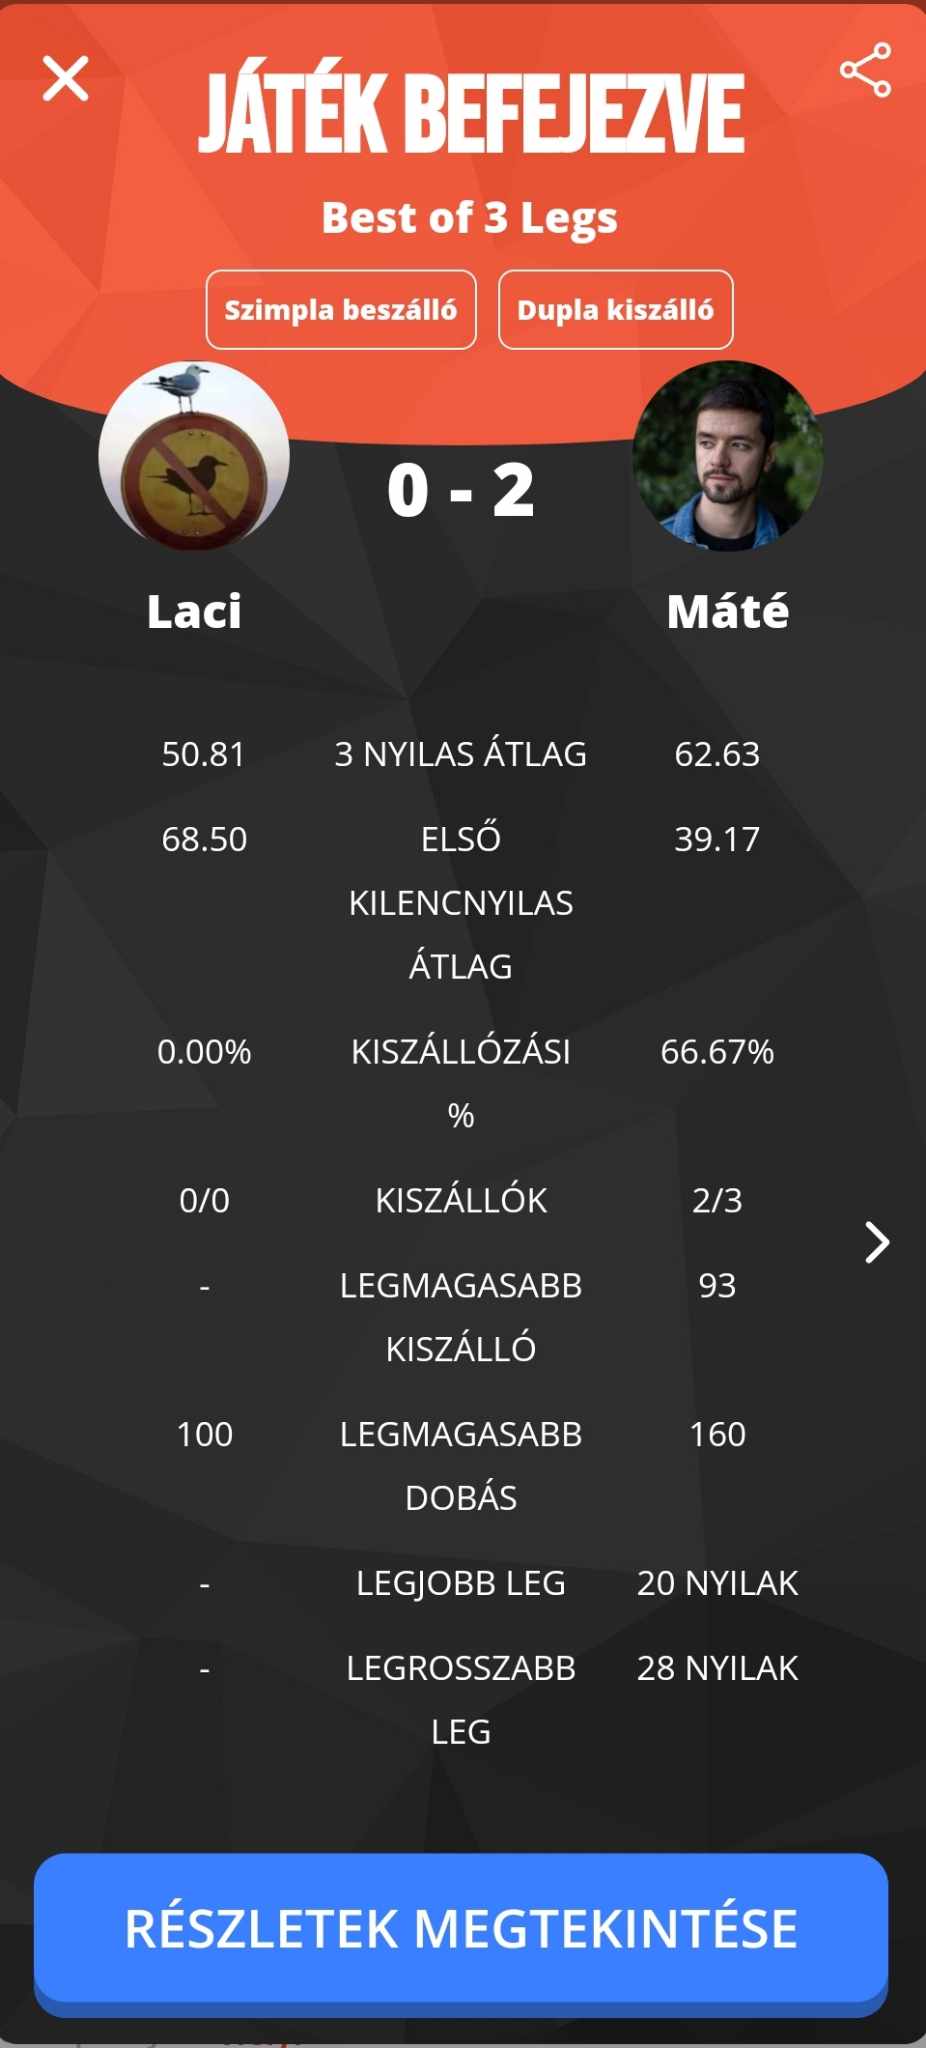 JÁTÉK BEFEJEZVE
Best of 3 Legs
Szimpla beszálló Dupla kiszálló
0 - 2
Laci Máté
50.81 3 NYILAS ÁTLAG 62.63
68.50 ELSŐ 39.17
KILENCNYILAS
ÁTLAG
0.00% KISZÁLLÓZÁSI 66.67%
%
0/0 KISZÁLLÓK 2/3
- LEGMAGASABB 93
KISZÁLLÓ
100 LEGMAGASABB 160
DOBÁS
- LEGJOBB LEG 20 NYILAK
- LEGROSSZABB 28 NYILAK
LEG
RÉSZLETEK MEGTEKINTÉSE